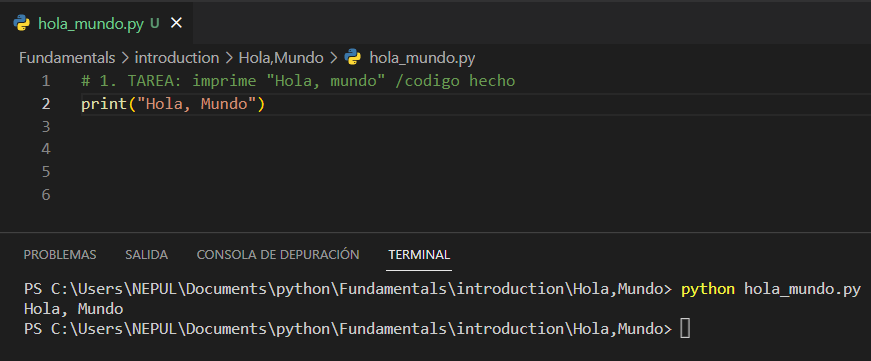 hola_mundo.py U
Fundamentals > introduction > Hola,Mundo > hola_mundo.py
1 # 1. TAREA: imprime "Hola, mundo" /codigo hecho
2 print("Hola, Mundo")
3
4
5
6
PROBLEMAS SALIDA CONSOLA DE DEPURACIÓN TERMINAL
PS C:\Users\NEPUL\Documents\python\Fundamentals\introduction\Hola,Mundo> python hola_mundo.py
Hola, Mundo
PS C:\Users\NEPUL\Documents\python\Fundamentals\introduction\Hola,Mundo>